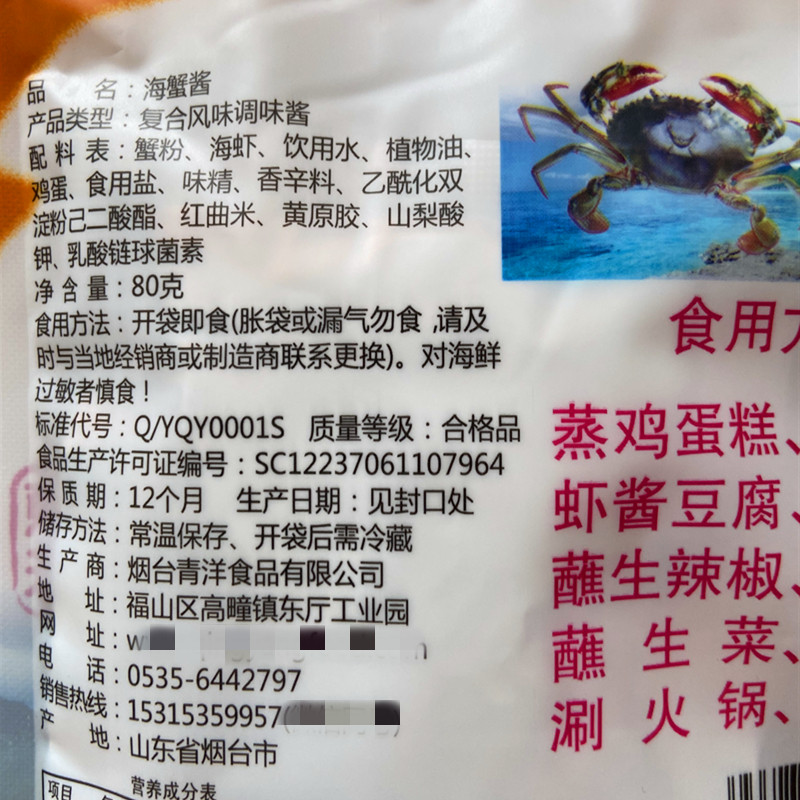 品 名：海蟹酱
产品类型：复合风味调味酱
配料表：蟹粉、海虾、饮用水、植物油、
鸡蛋、食用盐、味精、香辛料、乙酰化双
淀粉己二酸酯、红曲米、黄原胶、山梨酸
钾、乳酸链球菌素
净含量：80克
食用方法：开袋即食(胀袋或漏气勿食,请及
时与当地经销商或制造商联系更换)。对海鲜
过敏者慎食！
标准代号：Q/YQY0001S 质量等级：合格品
食品生产许可证编号：SC12237061107964
保质期：12个月 生产日期：见封口处
储存方法：常温保存、开袋后需冷藏
生产商：烟台青洋食品有限公司
地 址：福山区高疃镇东厅工业园
网 址：w
电 话：0535-6442797
销售热线：15315359957
产 地：山东省烟台市
营养成分表
项目
食用方
蒸鸡蛋糕、
虾酱豆腐、
蘸生辣椒、
蘸生菜、
涮火锅、